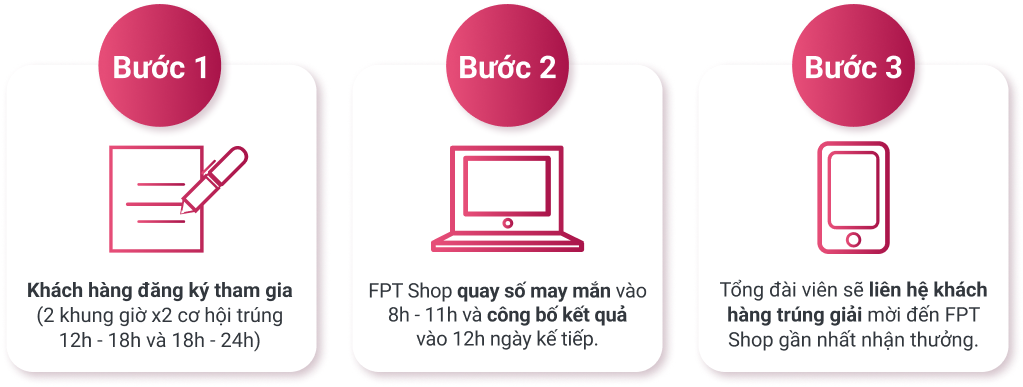 Bước 1
Khách hàng đăng ký tham gia
(2 khung giờ x2 cơ hội trúng
12h - 18h và 18h - 24h)
Bước 2
FPT Shop quay số may mắn vào
8h - 11h và công bố kết quả
vào 12h ngày kế tiếp.
Bước 3
Tổng đài viên sẽ liên hệ khách
hàng trúng giải mời đến FPT
Shop gần nhất nhận thưởng.